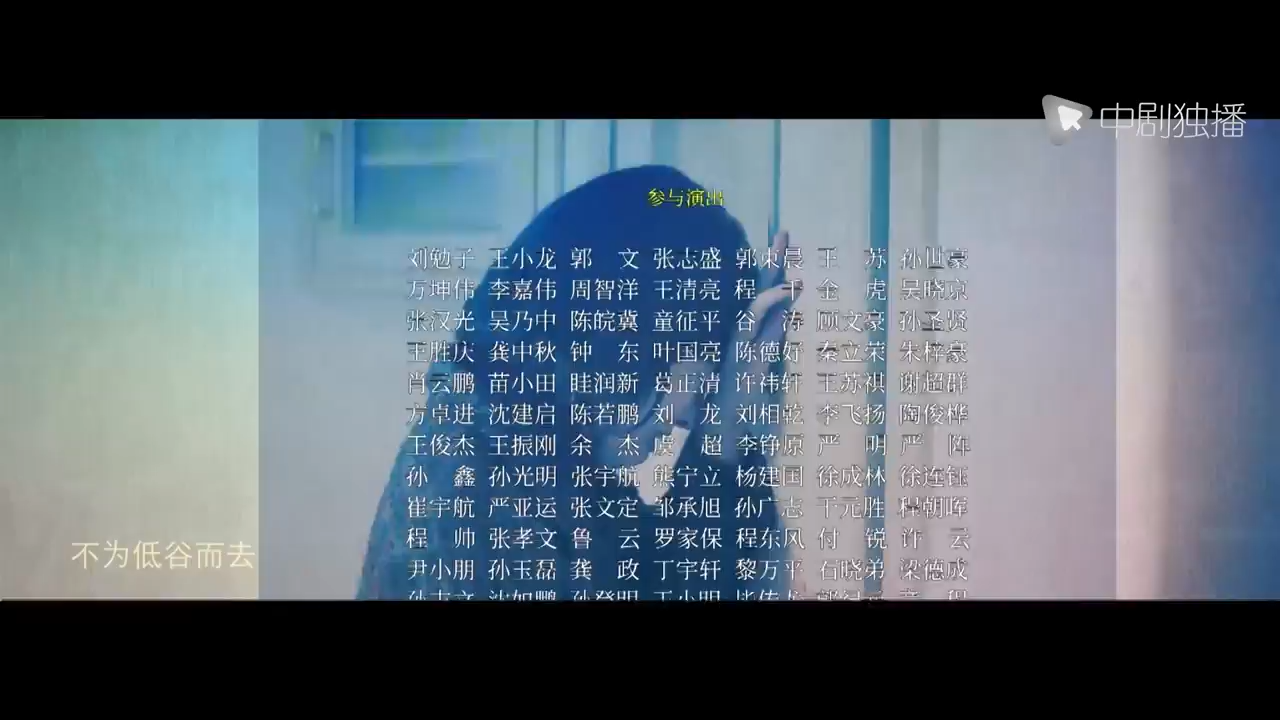 中剧独播
参与演出
刘勉子 王小龙 郭 文 张志盛 郭東晨 王 苏 孙世豪
万坤伟 李嘉伟 周智洋 王清亮 程 千 金 虎 吴晓京
张汉光 吴乃中 陈皖冀 童征平 谷 涛 顾文豪 孙圣贤
王胜庆 龚中秋 钟 东 叶国亮 陈德好 秦立荣 朱梓豪
肖云鹏 苗小田 眭润新 葛正清 许祎轩 王苏祺 谢超群
方卓进 沈建启 陈若鹏 刘 龙 刘相乾 李飞扬 陶俊桦
王俊杰 王振刚 余 杰 虞 超 李铮原 严 明 严 阵
孙 鑫 孙光明 张宇航 熊宁立 杨建国 徐成林 徐连钰
崔宇航 严亚运 张文定 邹承旭 孙广志 于元胜 程朝晖
程 帅 张孝文 鲁 云 罗家保 程东风 付 锐 许 云
不为低谷而去
尹小朋 孙玉磊 龚 政 丁宇轩 黎万平 石晓弟 梁德成